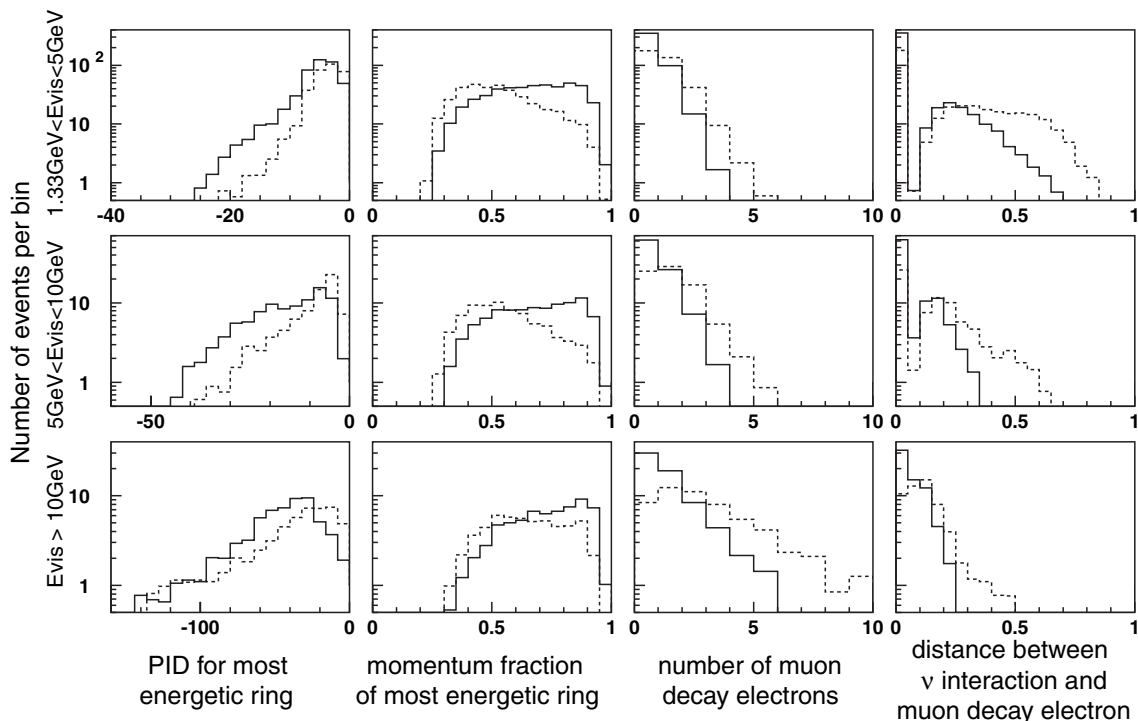 Number of events per bin
1.33GeV<Evis<5GeV
10²
10
1
-40 -20 0
0 0.5 1
0 5 10
0 0.5 1
5GeV<Evis<10GeV
10
1
-50 0
0 0.5 1
0 5 10
0 0.5 1
Evis > 10GeV
10
1
-100 0
0 0.5 1
0 5 10
0 0.5 1
PID for most
energetic ring
momentum fraction
of most energetic ring
number of muon
decay electrons
distance between
ν interaction and
muon decay electron